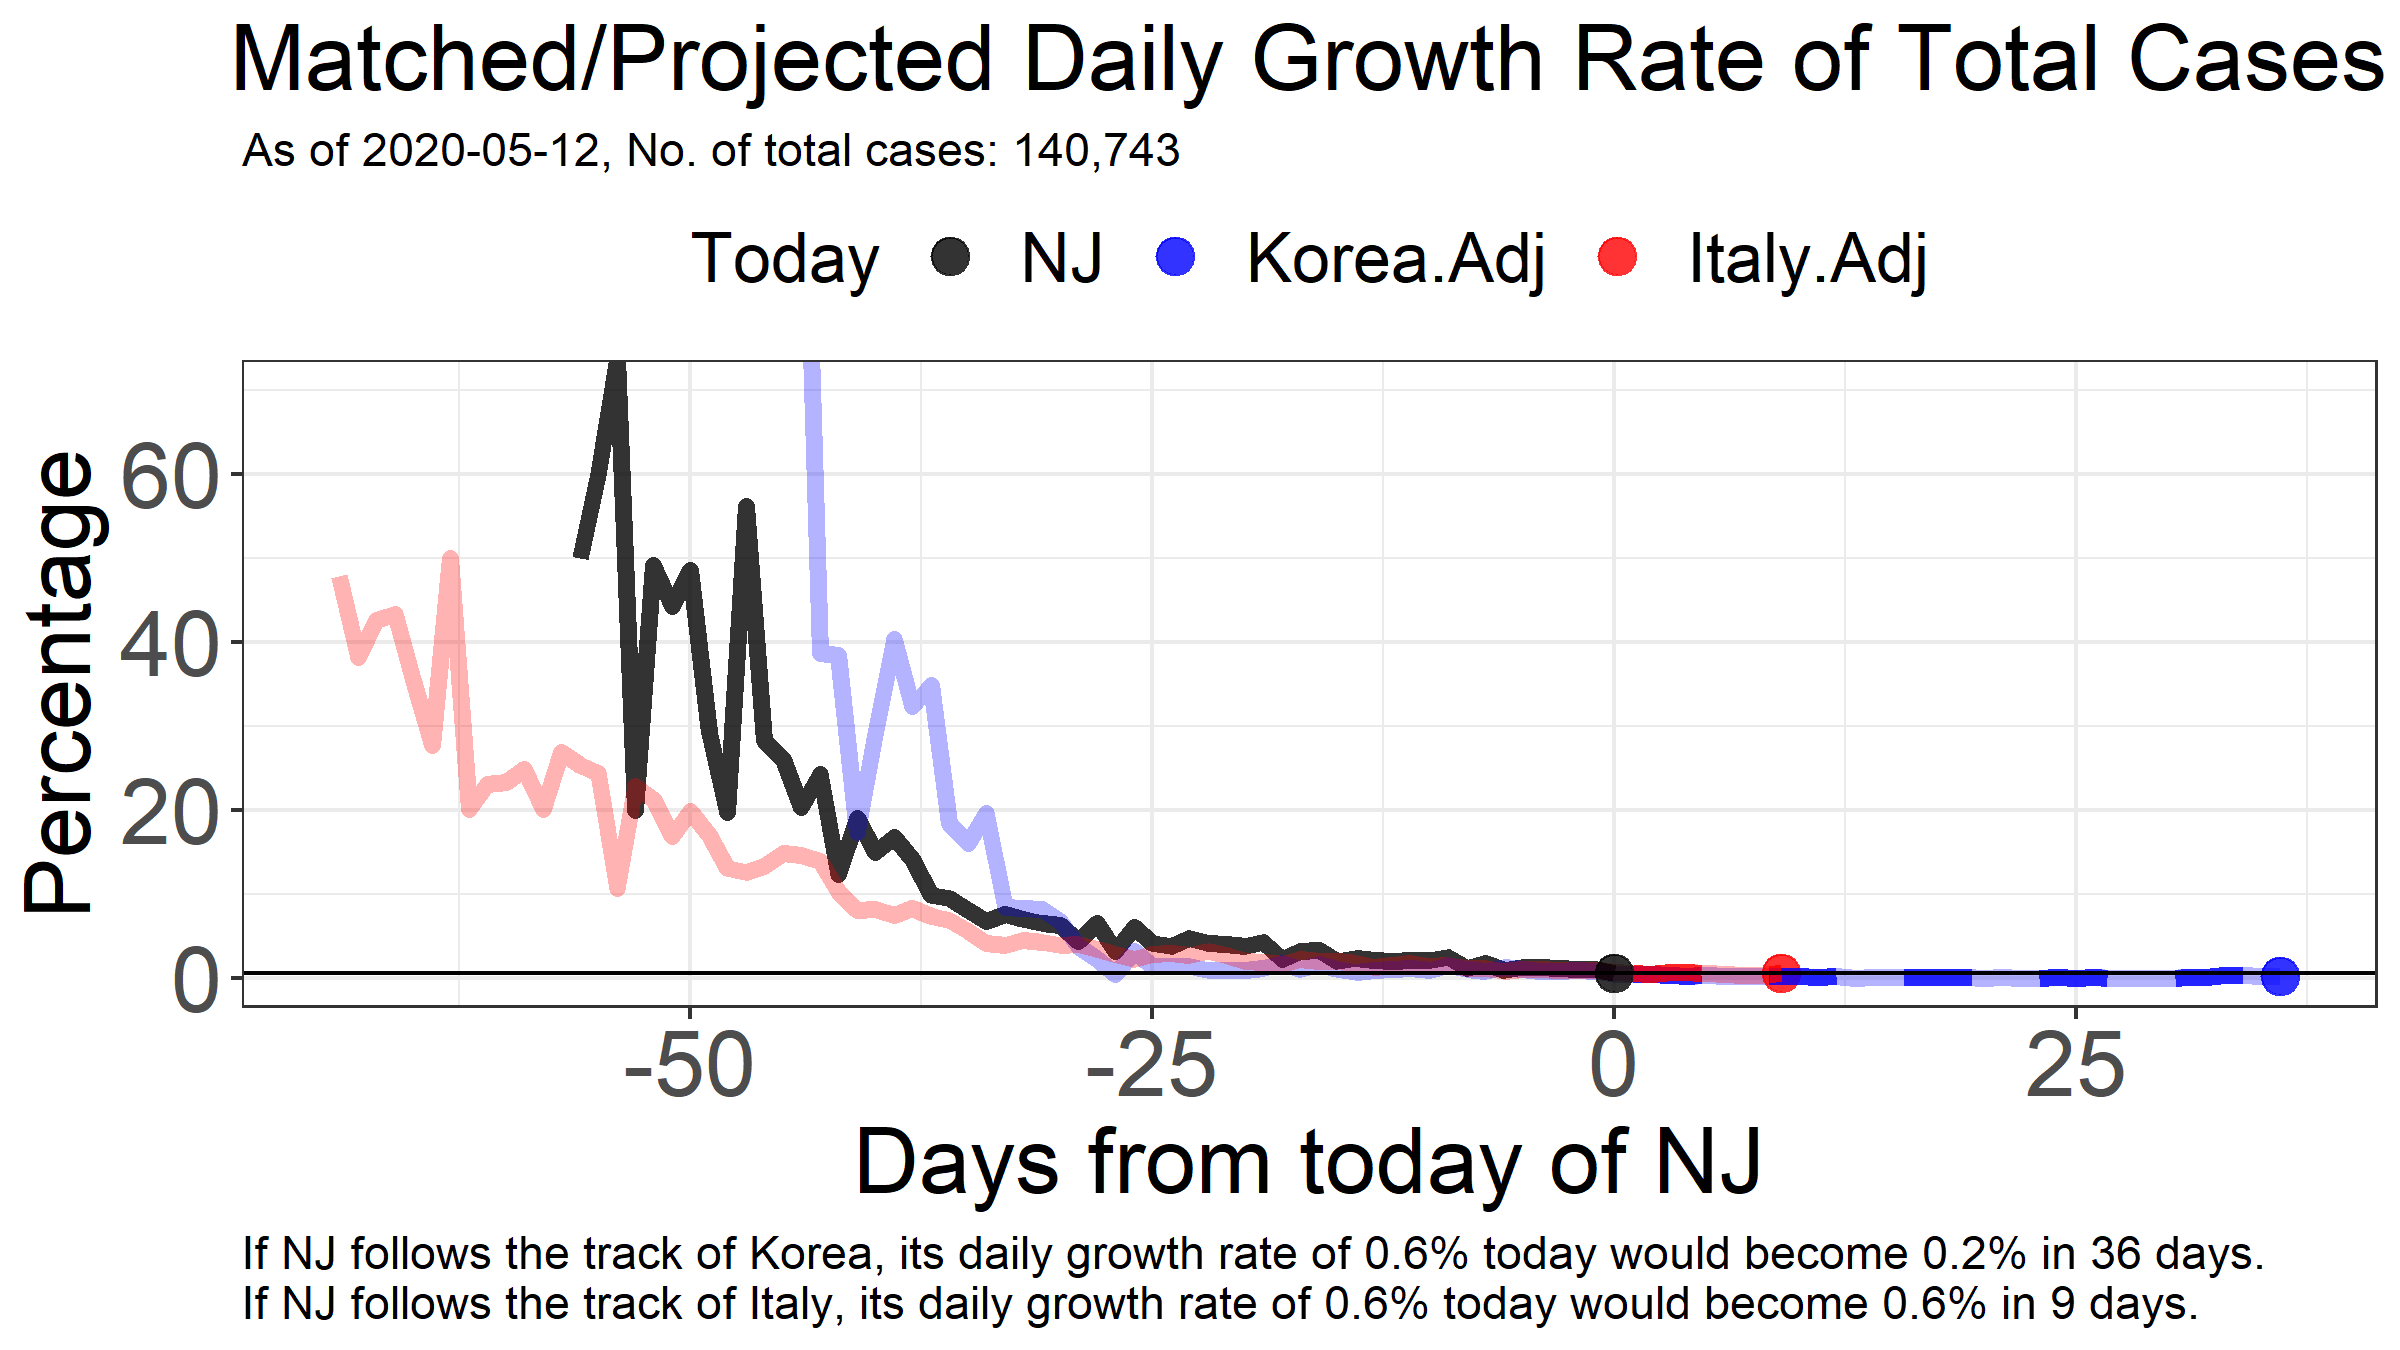 Matched/Projected Daily Growth Rate of Total Cases
As of 2020-05-12, No. of total cases: 140,743
Today NJ Korea.Adj Italy.Adj
Percentage
60
40
20
0
-50 -25 0 25
Days from today of NJ
If NJ follows the track of Korea, its daily growth rate of 0.6% today would become 0.2% in 36 days.
If NJ follows the track of Italy, its daily growth rate of 0.6% today would become 0.6% in 9 days.